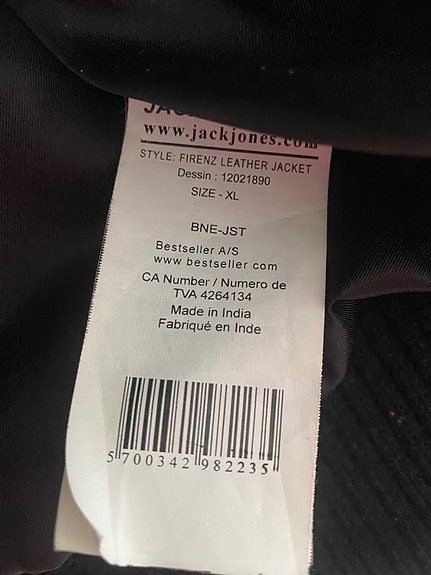 www.jackjones.com
STYLE: FIRENZ LEATHER JACKET
Dessin : 12021890
SIZE - XL
BNE-JST
Bestseller A/S
www bestseller com
CA Number / Numero de
TVA 4264134
Made in India
Fabriqué en Inde
5 700342 982235